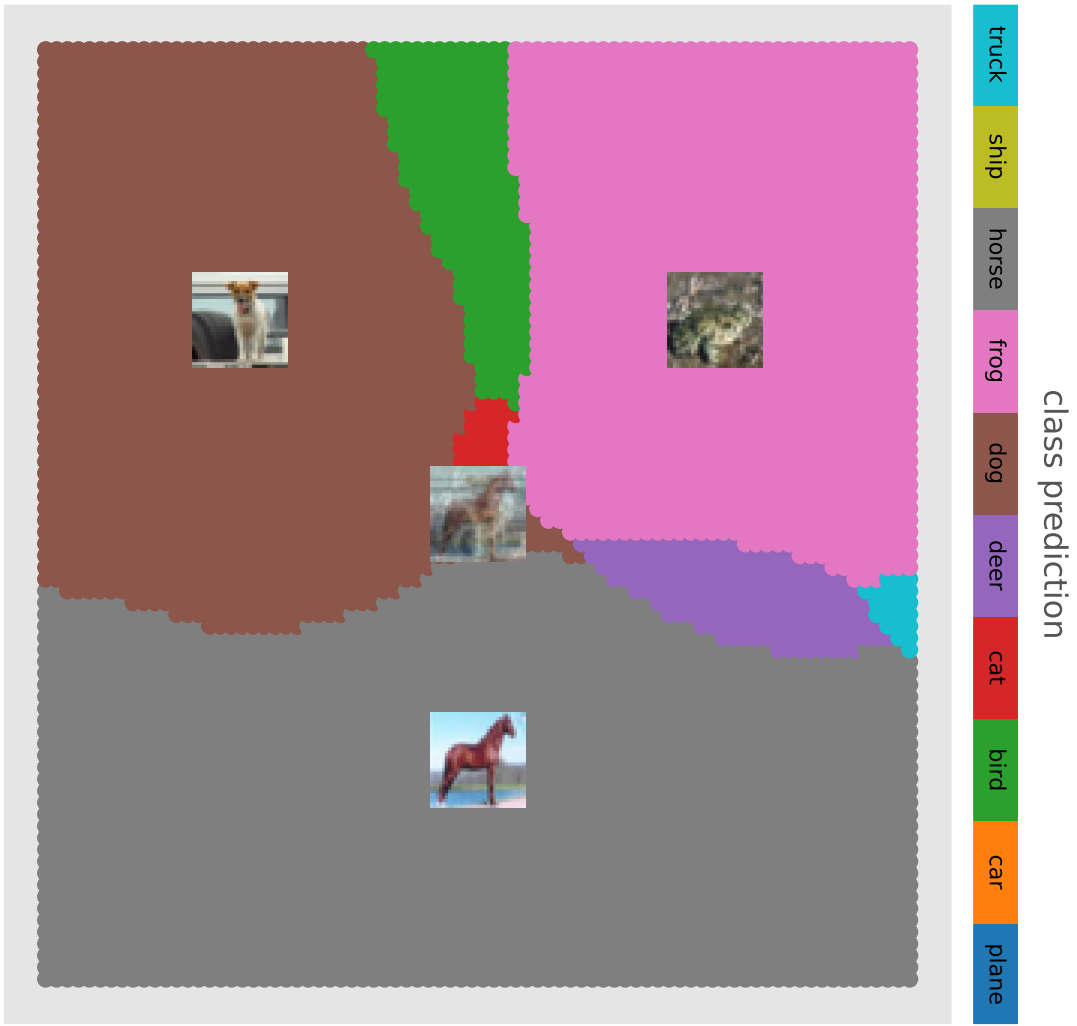 truck
ship
horse
frog
dog
deer
cat
bird
car
plane
class prediction